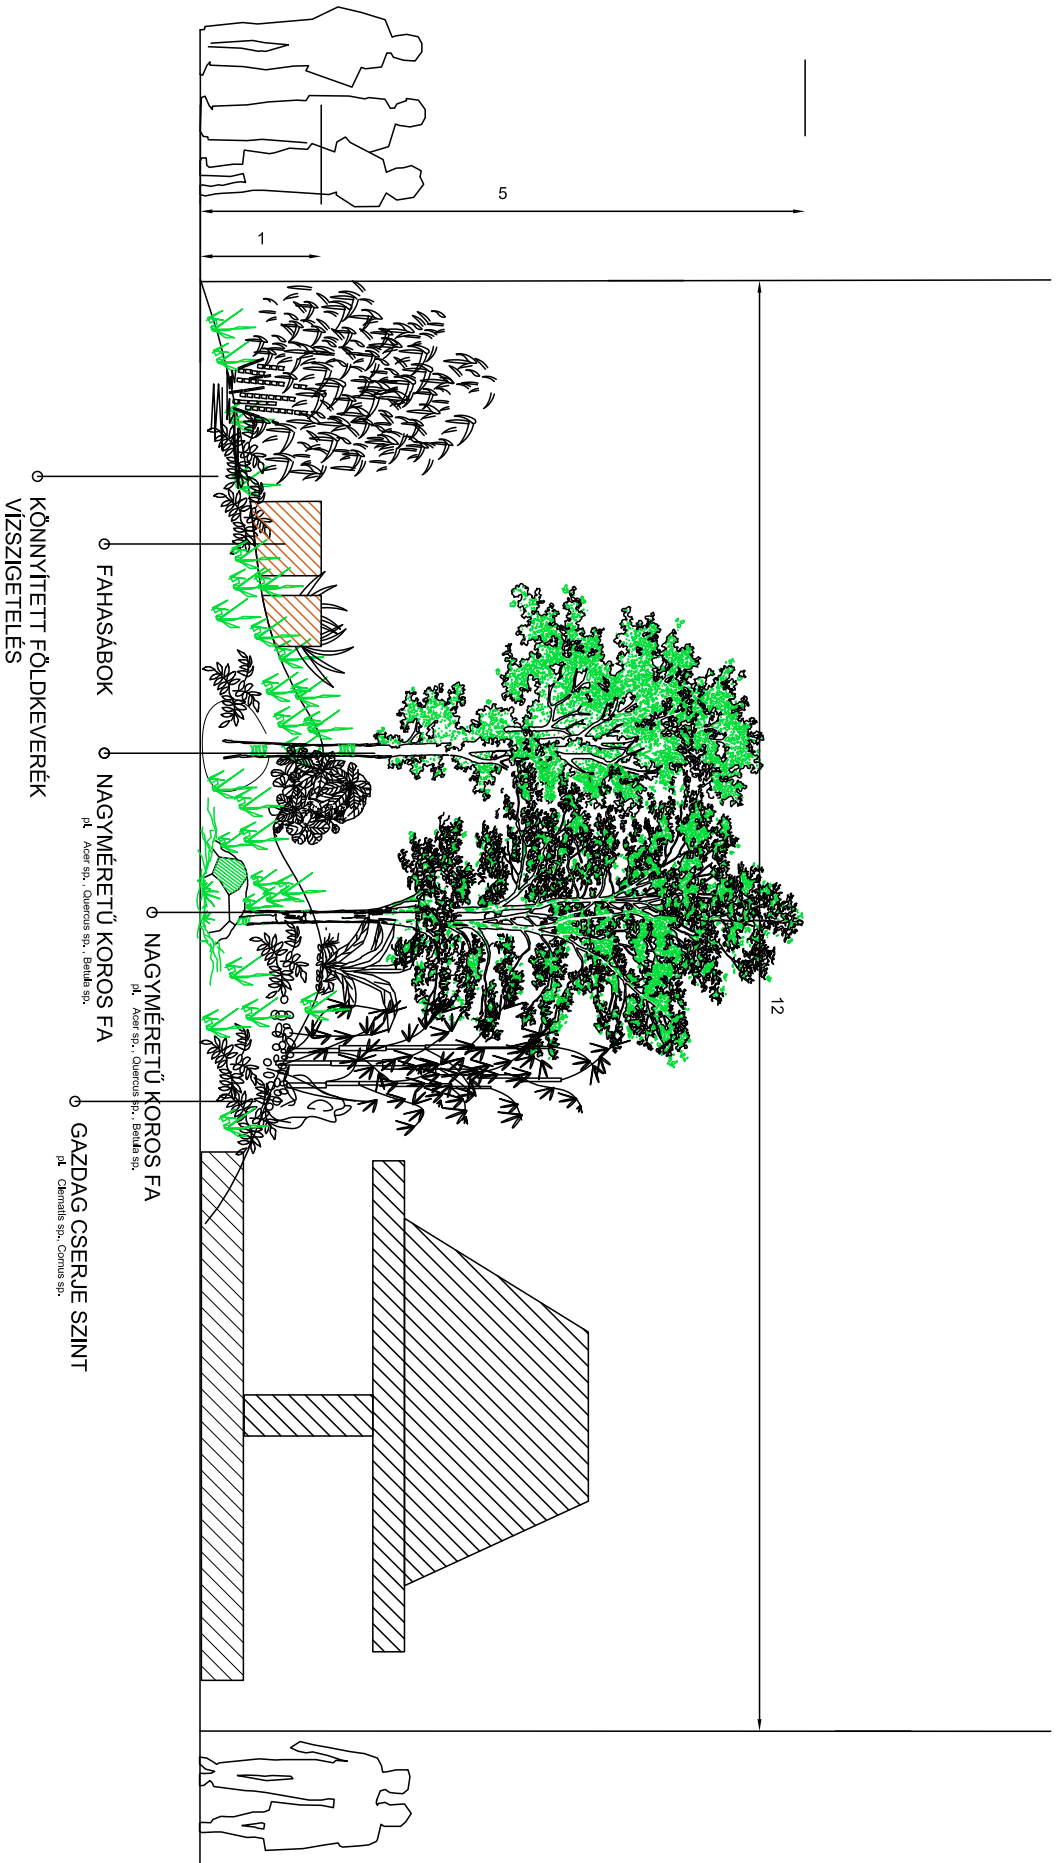 5
1
12
KÖNNYÍTETT FÖLDKEVERÉK
VÍZSZIGETELÉS
FAHASÁBOK
NAGYMÉRETŰ KOROS FA
pl. Acer sp., Quercus sp., Betula sp.
NAGYMÉRETŰ KOROS FA
pl. Acer sp., Quercus sp., Betula sp.
GAZDAG CSERJE SZINT
pl. Clematis sp., Cornus sp.